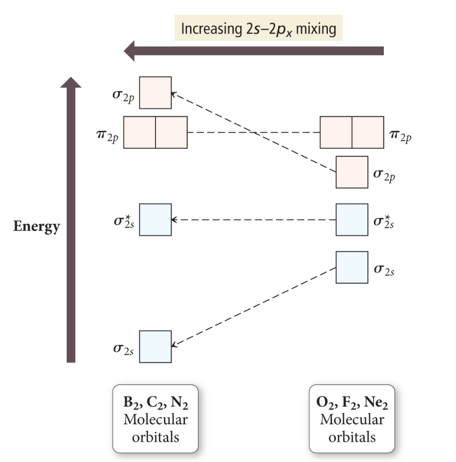 Increasing 2s–2pₓ mixing
σ₂ₚ
π₂ₚ
π₂ₚ
σ₂ₚ
Energy
σ*₂ₛ
σ*₂ₛ
σ₂ₛ
σ₂ₛ
B₂, C₂, N₂
Molecular
orbitals
O₂, F₂, Ne₂
Molecular
orbitals